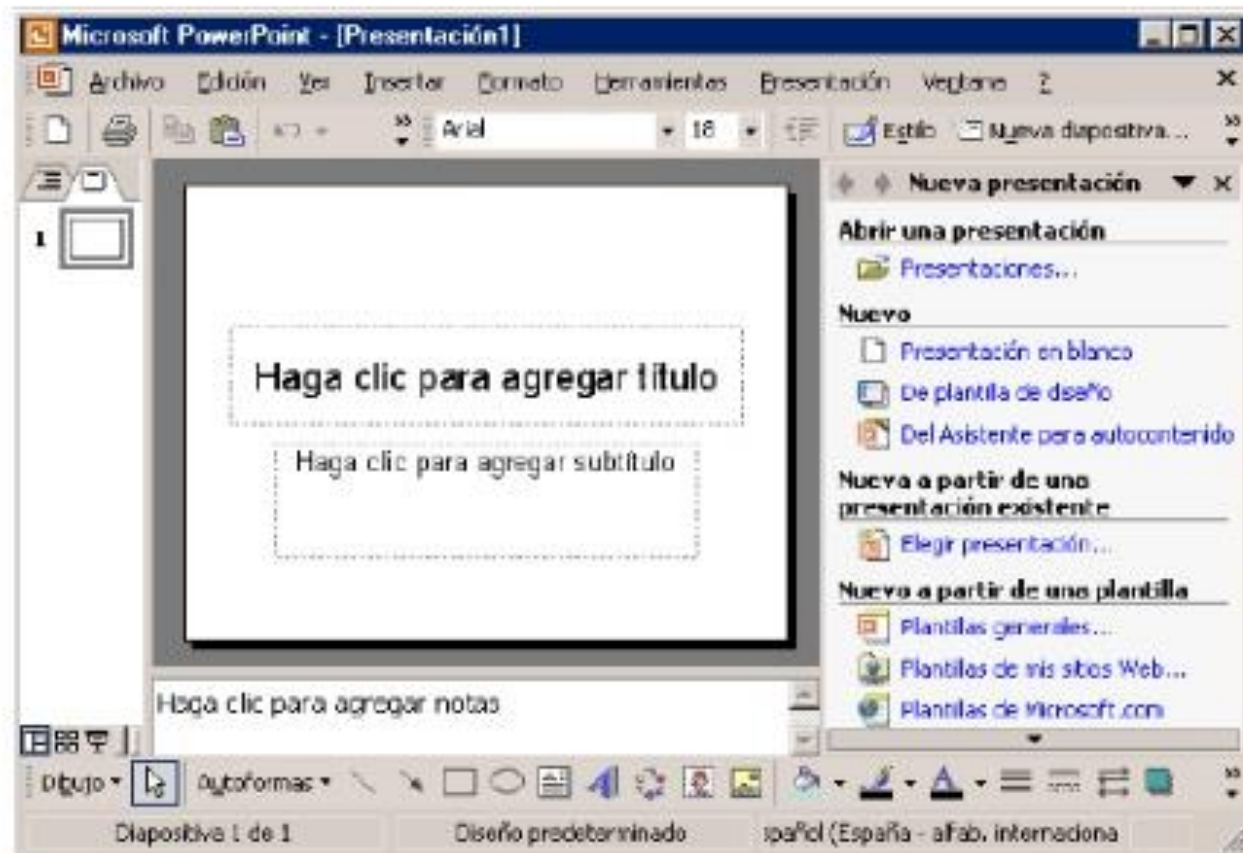 Microsoft PowerPoint - [Presentación1]
Archivo Edición Ver Insertar Formato Herramientas Presentación Ventana ?
Arial 18 Estilo Nueva diapositiva...
Nueva presentación
Abrir una presentación
Presentaciones...
Nuevo
Presentación en blanco
De plantilla de diseño
Del Asistente para autocontenido
Nueva a partir de una
presentación existente
Elegir presentación...
Nuevo a partir de una plantilla
Plantillas generales...
Plantillas de mis sitios Web...
Plantillas de Microsoft.com
1
Haga clic para agregar título
Haga clic para agregar subtítulo
Haga clic para agregar notas
Dibujo Autoformas
Diapositiva 1 de 1 Diseño predeterminado spañol (España - alfab. internaciona